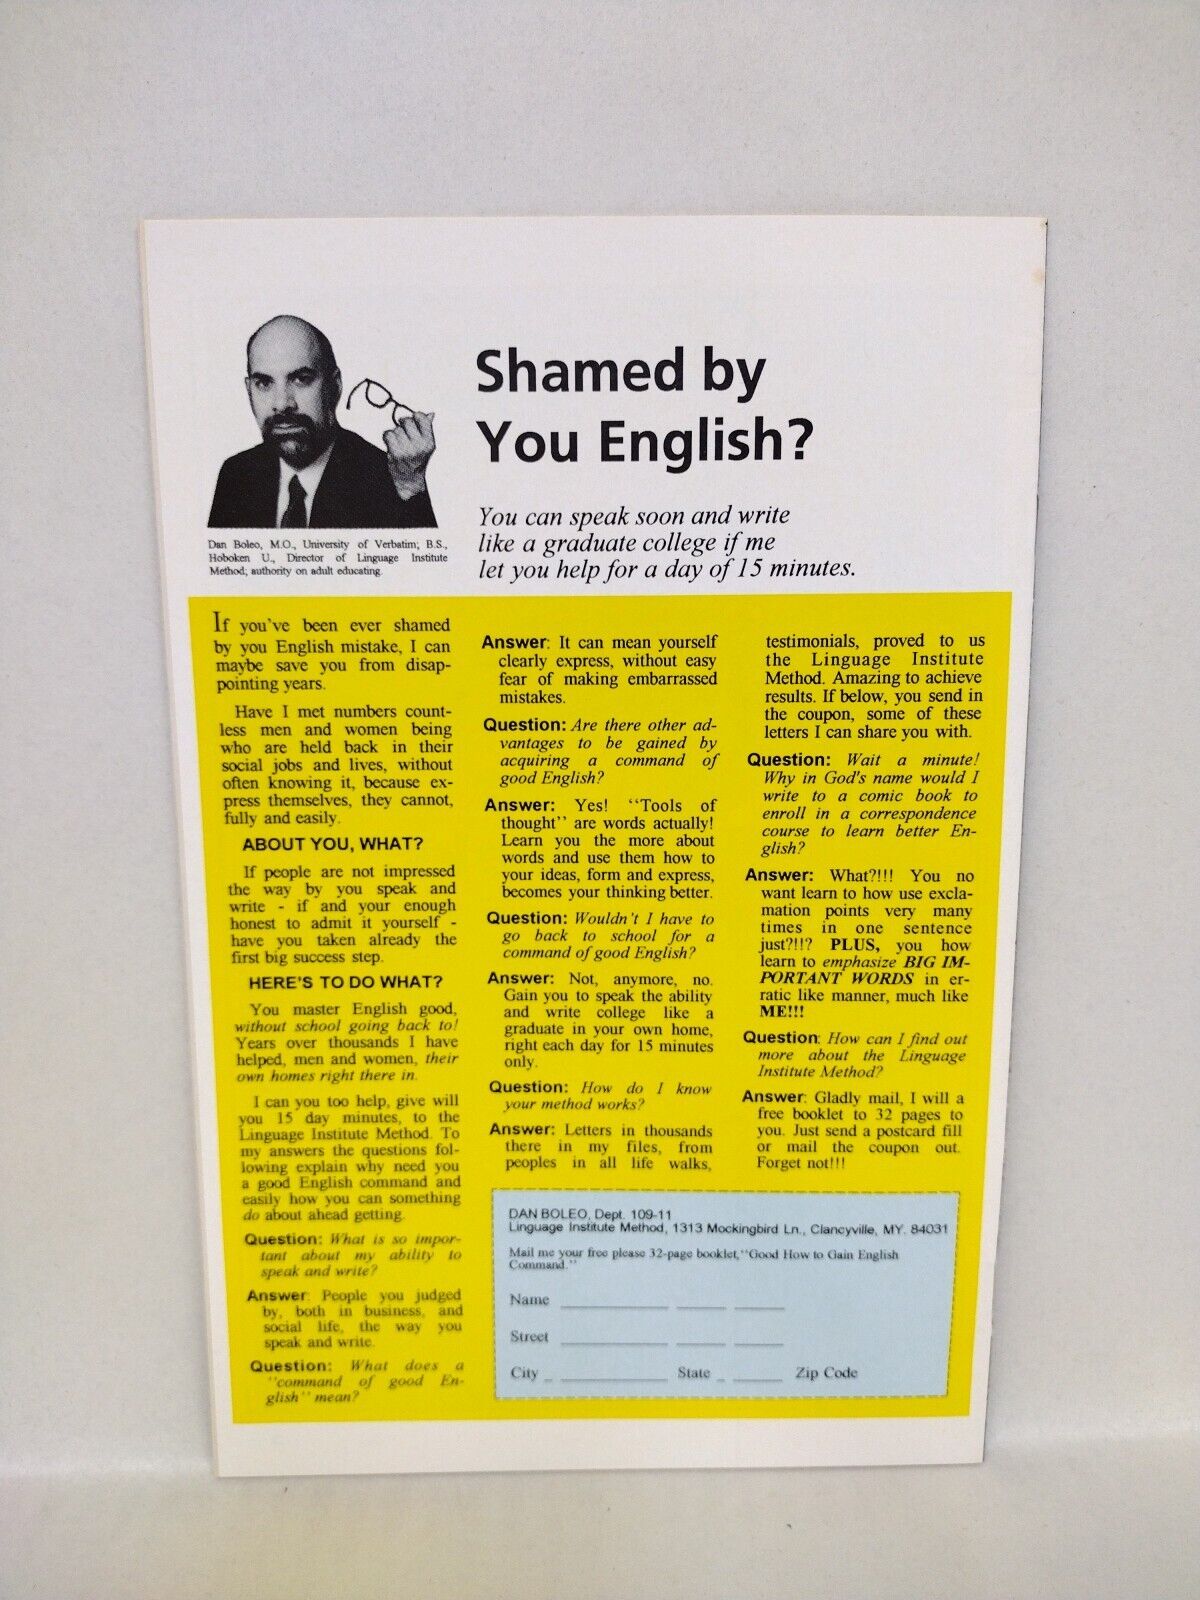 Shamed by
You English?
You can speak soon and write
like a graduate college if me
let you help for a day of 15 minutes.
Dan Boleo, M.O., University of Verbatim; B.S.,
Hoboken U., Director of Linguage Institute
Method; authority on adult educating.
If you've been ever shamed
by you English mistake, I can
maybe save you from disap-
pointing years.
Have I met numbers count-
less men and women being
who are held back in their
social jobs and lives, without
often knowing it, because ex-
press themselves, they cannot,
fully and easily.
ABOUT YOU, WHAT?
If people are not impressed
the way by you speak and
write - if and your enough
honest to admit it yourself -
have you taken already the
first big success step.
HERE'S TO DO WHAT?
You master English good,
without school going back to!
Years over thousands I have
helped, men and women, their
own homes right there in.
I can you too help, give will
you 15 day minutes, to the
Linguage Institute Method. To
my answers the questions fol-
lowing explain why need you
a good English command and
easily how you can something
do about ahead getting.
Question: What is so impor-
tant about my ability to
speak and write?
Answer: People you judged
by, both in business, and
social life, the way you
speak and write.
Question: What does a
"command of good En-
glish" mean?
Answer: It can mean yourself
clearly express, without easy
fear of making embarrassed
mistakes.
Question: Are there other ad-
vantages to be gained by
acquiring a command of
good English?
Answer: Yes! "Tools of
thought" are words actually!
Learn you the more about
words and use them how to
your ideas, form and express,
becomes your thinking better.
Question: Wouldn't I have to
go back to school for a
command of good English?
Answer: Not, anymore, no.
Gain you to speak the ability
and write college like a
graduate in your own home,
right each day for 15 minutes
only.
Question: How do I know
your method works?
Answer: Letters in thousands
there in my files, from
peoples in all life walks,
testimonials, proved to us
the Linguage Institute
Method. Amazing to achieve
results. If below, you send in
the coupon, some of these
letters I can share you with.
Question: Wait a minute!
Why in God's name would I
write to a comic book to
enroll in a correspondence
course to learn better En-
glish?
Answer: What?!!! You no
want learn to how use excla-
mation points very many
times in one sentence
just?!!? PLUS, you how
learn to emphasize BIG IM-
PORTANT WORDS in er-
ratic like manner, much like
ME!!!
Question: How can I find out
more about the Linguage
Institute Method?
Answer: Gladly mail, I will a
free booklet to 32 pages to
you. Just send a postcard fill
or mail the coupon out.
Forget not!!!
DAN BOLEO, Dept. 109-11
Linguage Institute Method, 1313 Mockingbird Ln., Clancyville, MY. 84031
Mail me your free please 32-page booklet, "Good How to Gain English
Command."
Name
Street
City State Zip Code